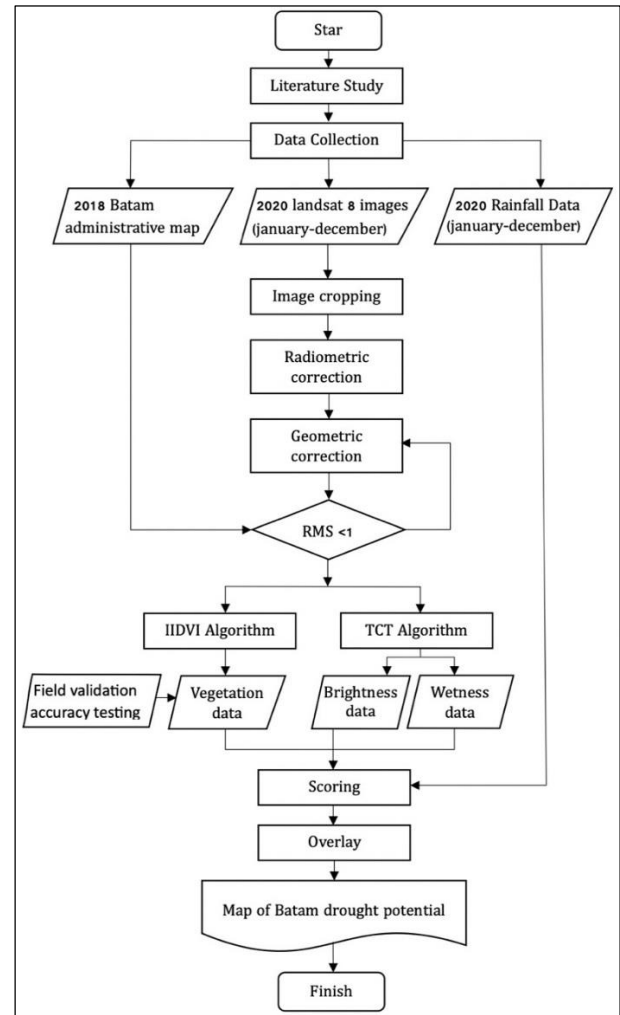 Star
Literature Study
Data Collection
2018 Batam
administrative map
2020 landsat 8 images
(january-december)
2020 Rainfall Data
(january-december)
Image cropping
Radiometric
correction
Geometric
correction
RMS <1
IIDVI Algorithm
TCT Algorithm
Field validation
accuracy testing
Vegetation
data
Brightness
data
Wetness
data
Scoring
Overlay
Map of Batam drought potential
Finish